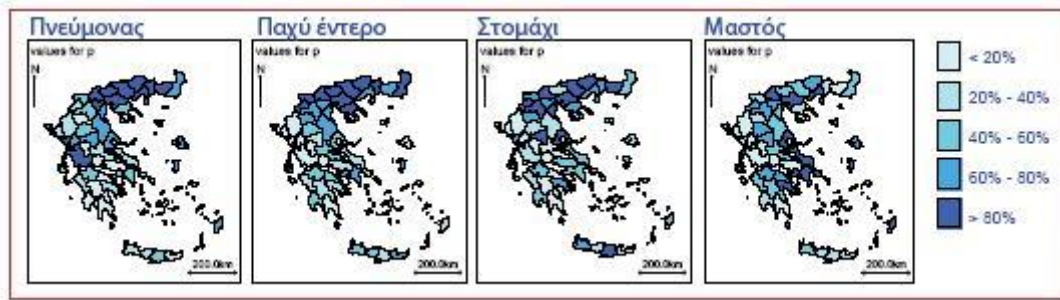 Πνεύμονας
Παχύ έντερο
Στομάχι
Μαστός
values for p
values for p
values for p
values for p
N
N
N
N
200.0km
200.0km
200.0km
200.0km
< 20%
20% - 40%
40% - 60%
60% - 80%
> 80%